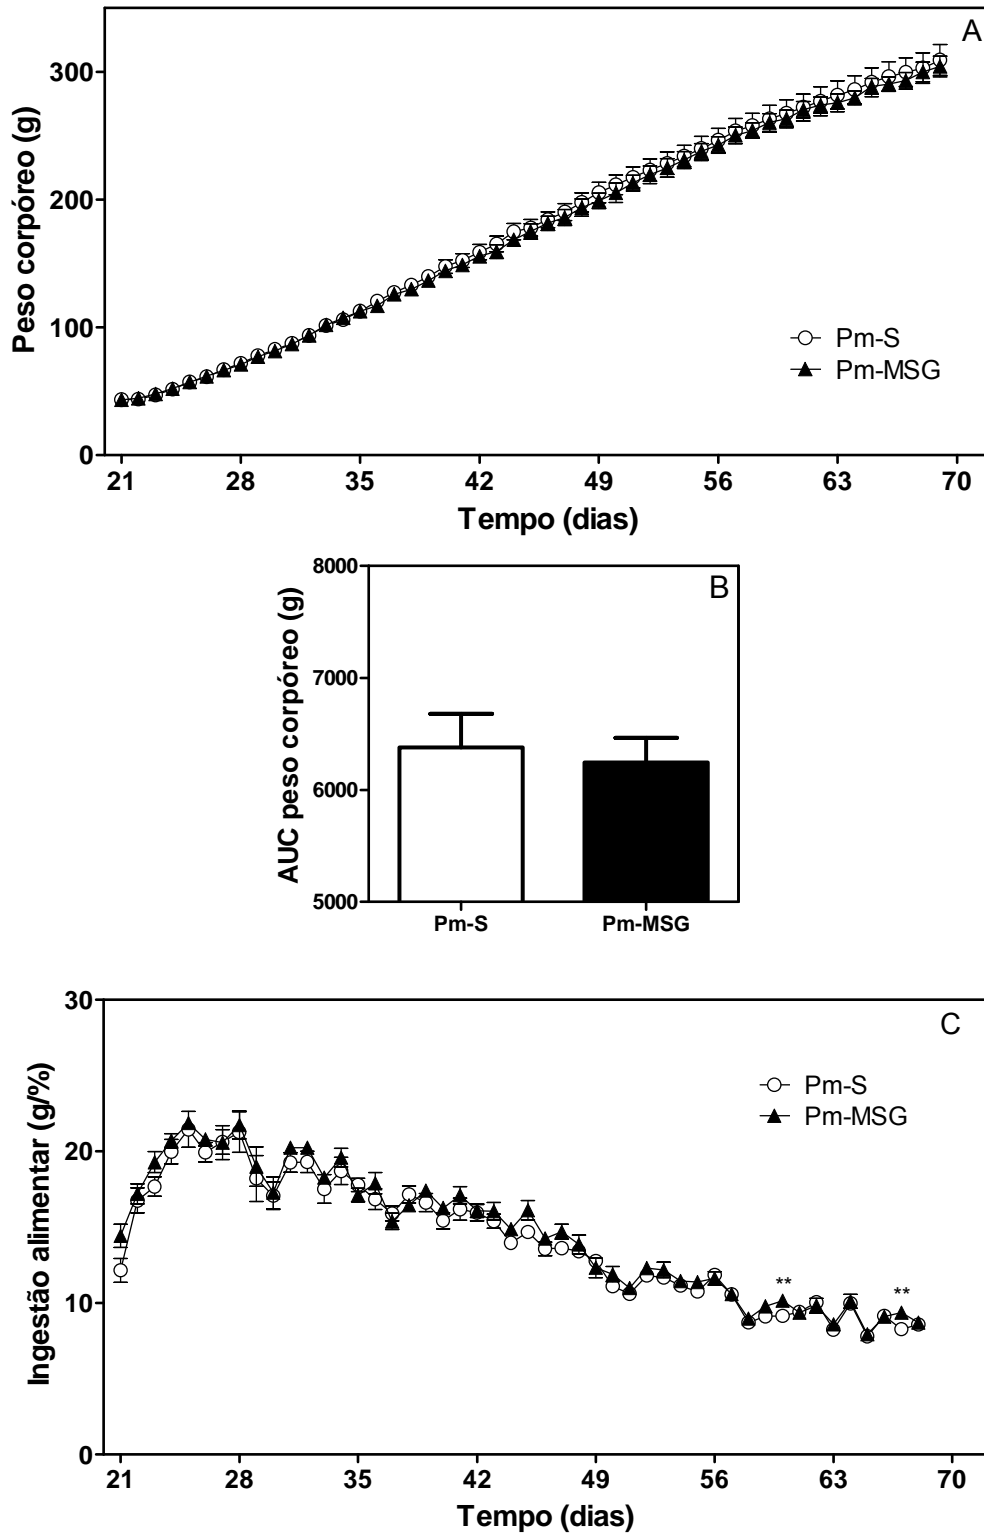 A
Peso corpóreo (g)
300
200
100
0
Pm-S
Pm-MSG
21 28 35 42 49 56 63 70
Tempo (dias)
B
AUC peso corpóreo (g)
8000
7000
6000
5000
Pm-S Pm-MSG
C
Ingestão alimentar (g/%)
30
20
10
0
Pm-S
Pm-MSG
** **
21 28 35 42 49 56 63 70
Tempo (dias)